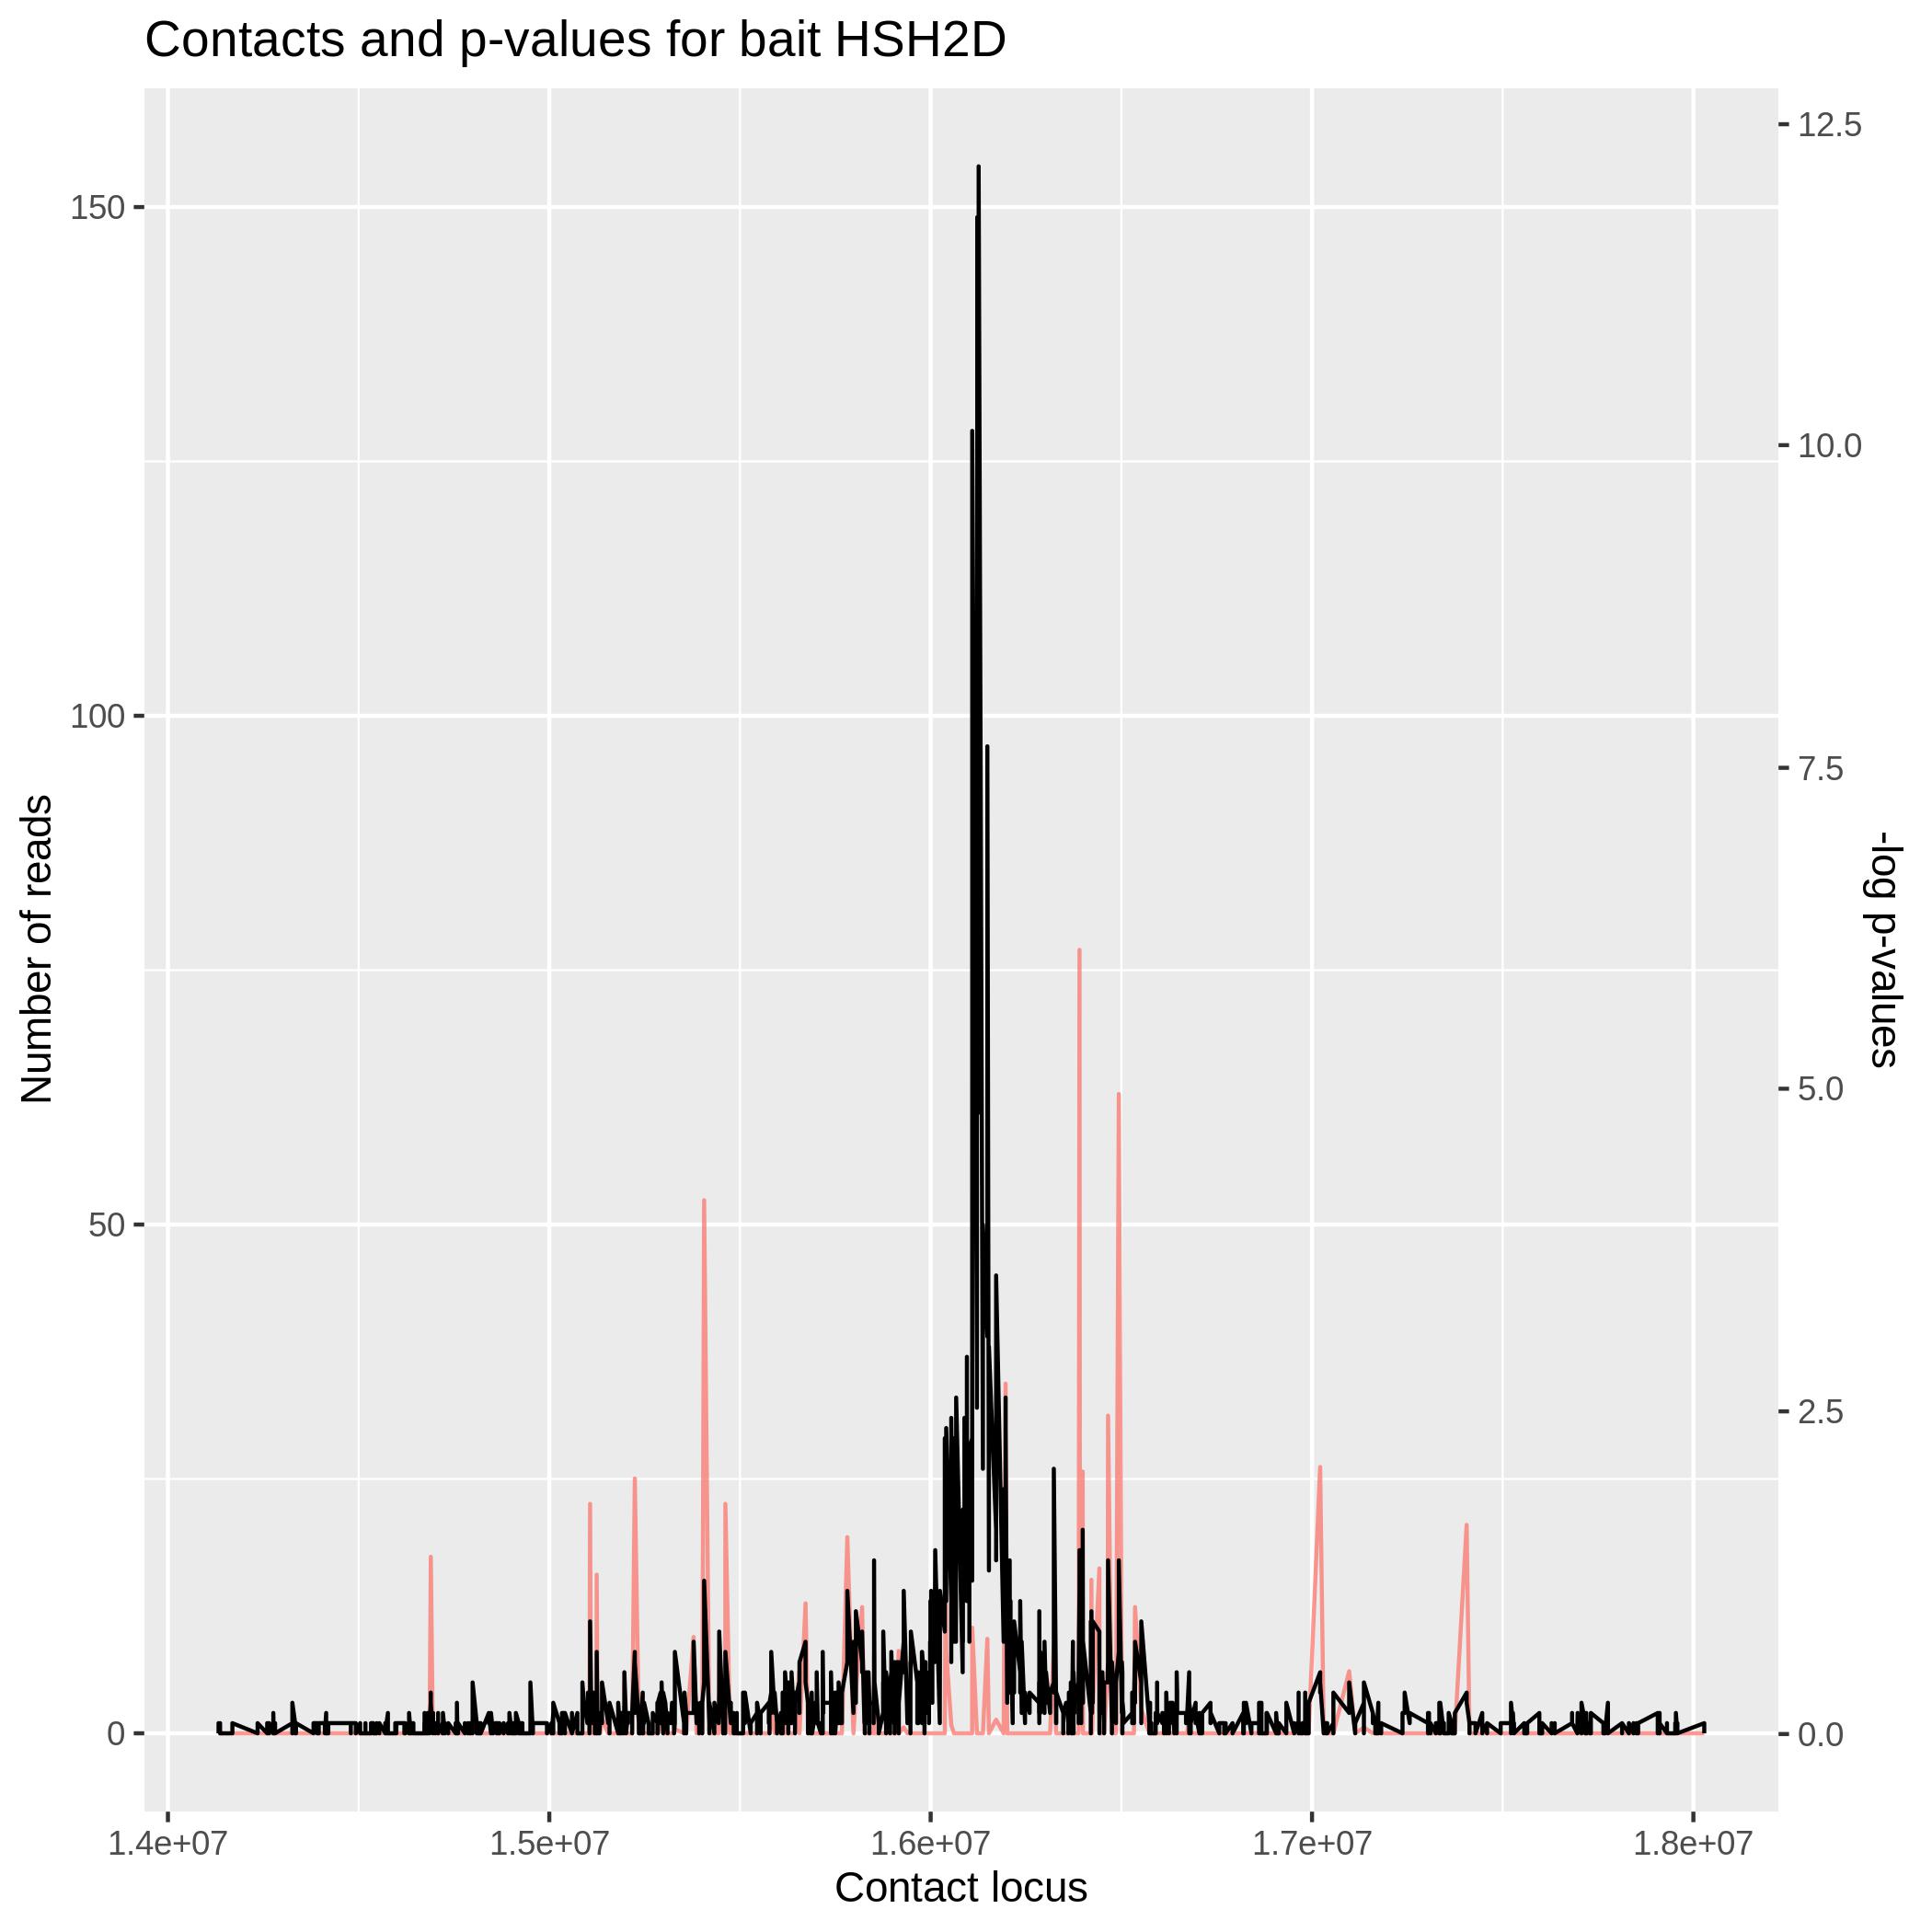 Contacts and p-values for bait HSH2D
Number of reads
150
100
50
0
12.5
10.0
7.5
5.0
2.5
0.0
-log p-values
1.4e+07
1.5e+07
1.6e+07
1.7e+07
1.8e+07
Contact locus